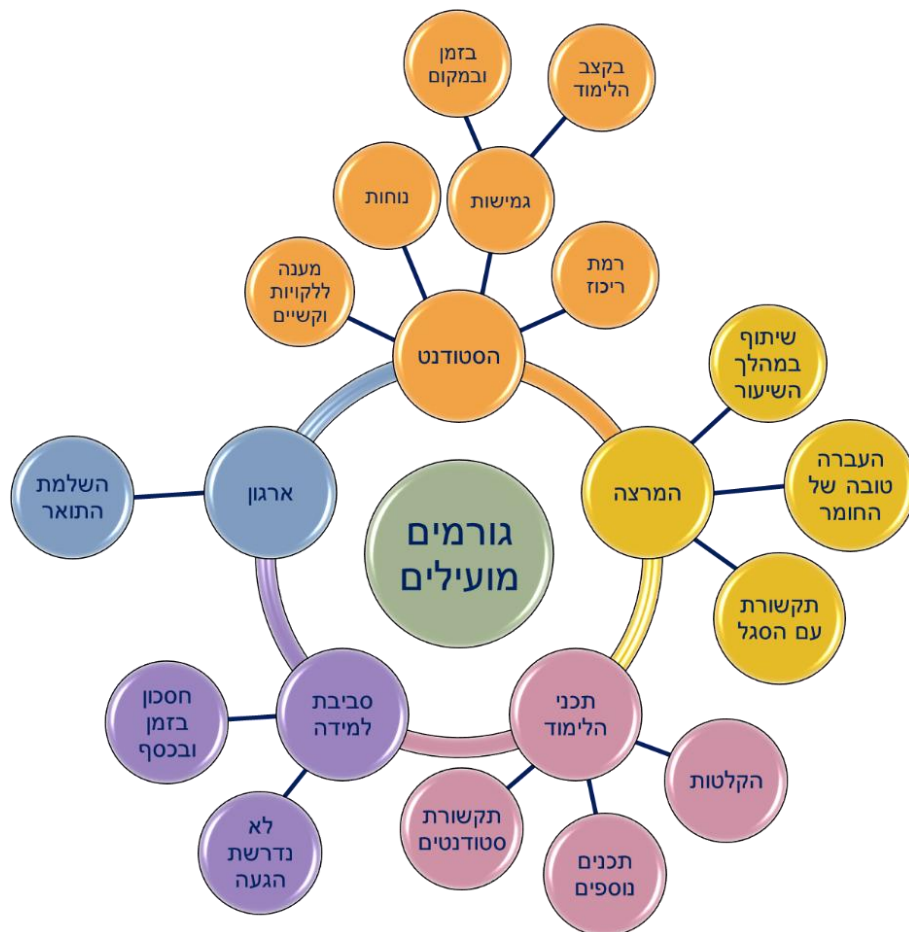 בזמן
ובמקום
בקצב
הלימוד
נוחות
גמישות
מענה
ללקויות
וקשיים
רמת
ריכוז
הסטודנט
שיתוף
במהלך
השיעור
השלמת
התואר
ארגון
גורמים
מועילים
המרצה
העברה
טובה של
החומר
תקשורת
עם הסגל
חסכון
בזמן
ובכסף
סביבת
למידה
תכני
הלימוד
הקלטות
לא
נדרשת
הגעה
תקשורת
סטודנטים
תכנים
נוספים